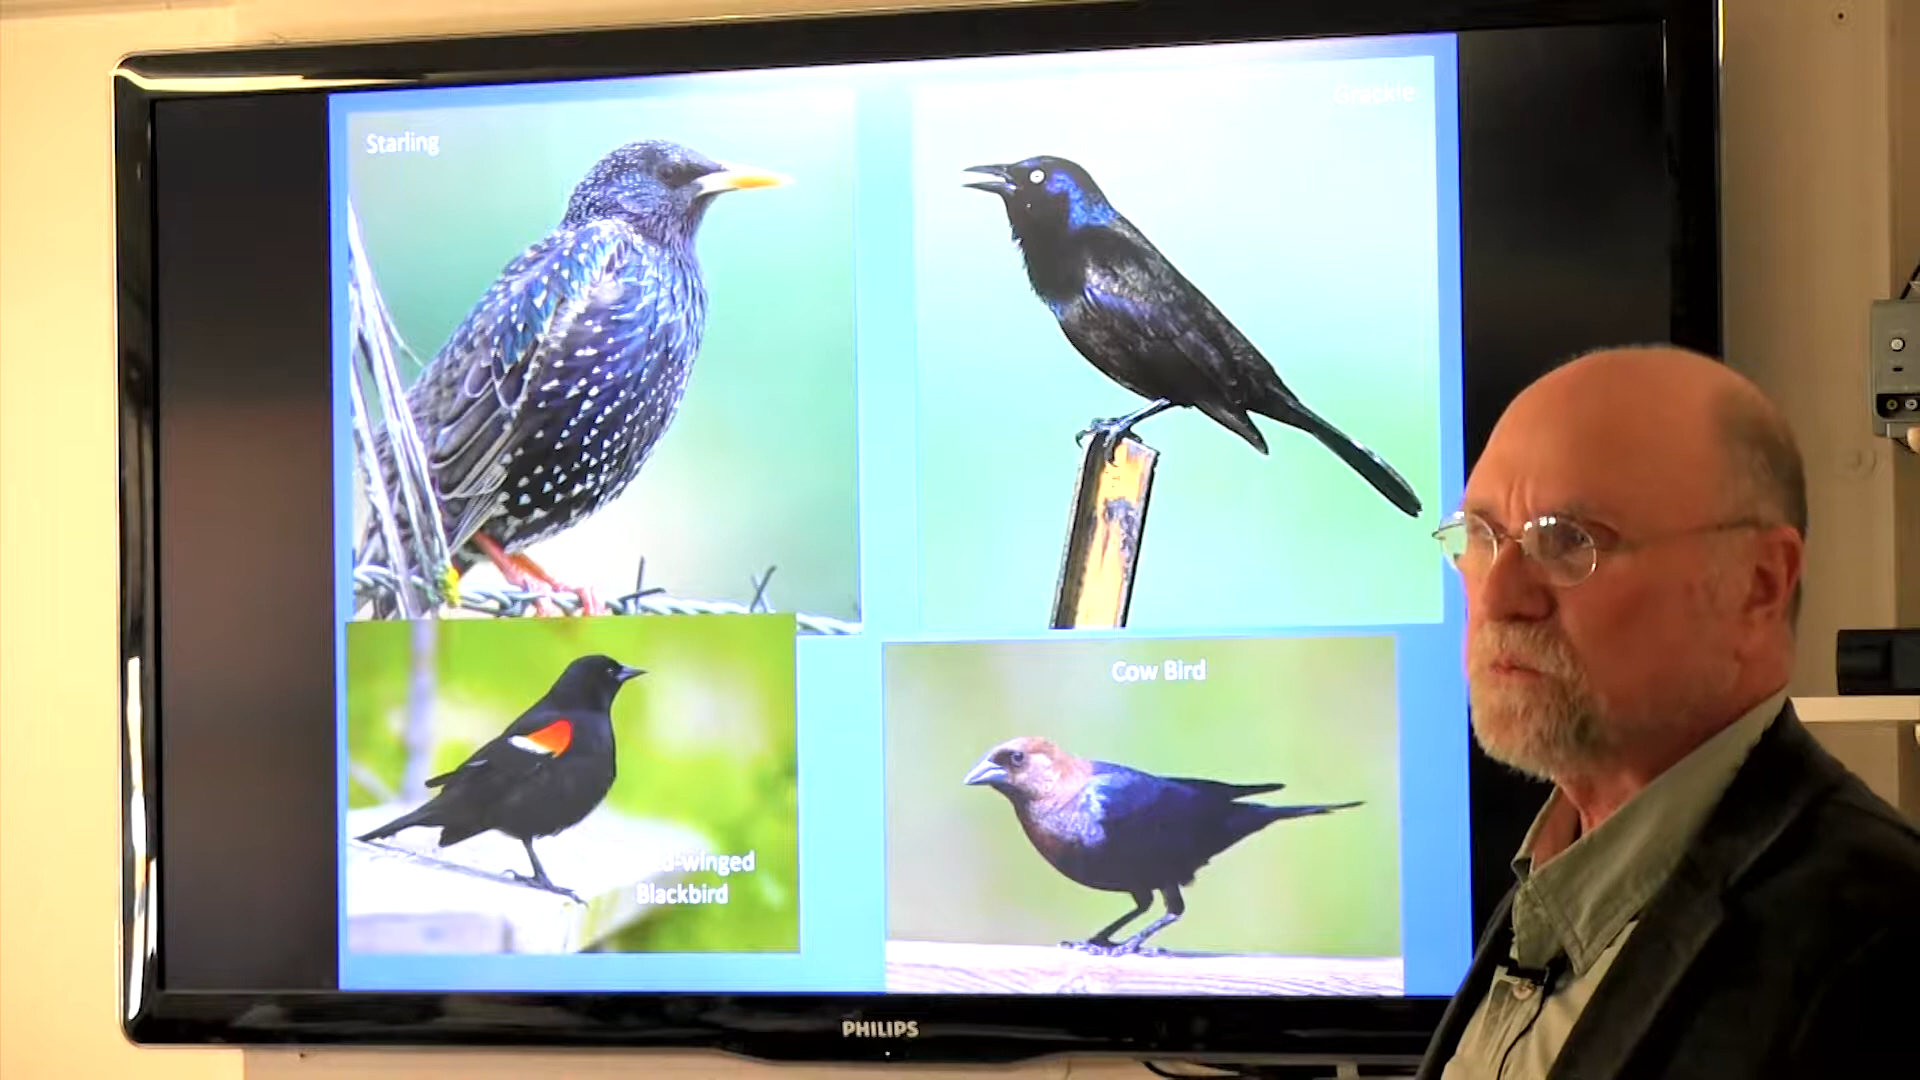 Starling
Grackle
Cow Bird
d-winged
Blackbird
PHILIPS